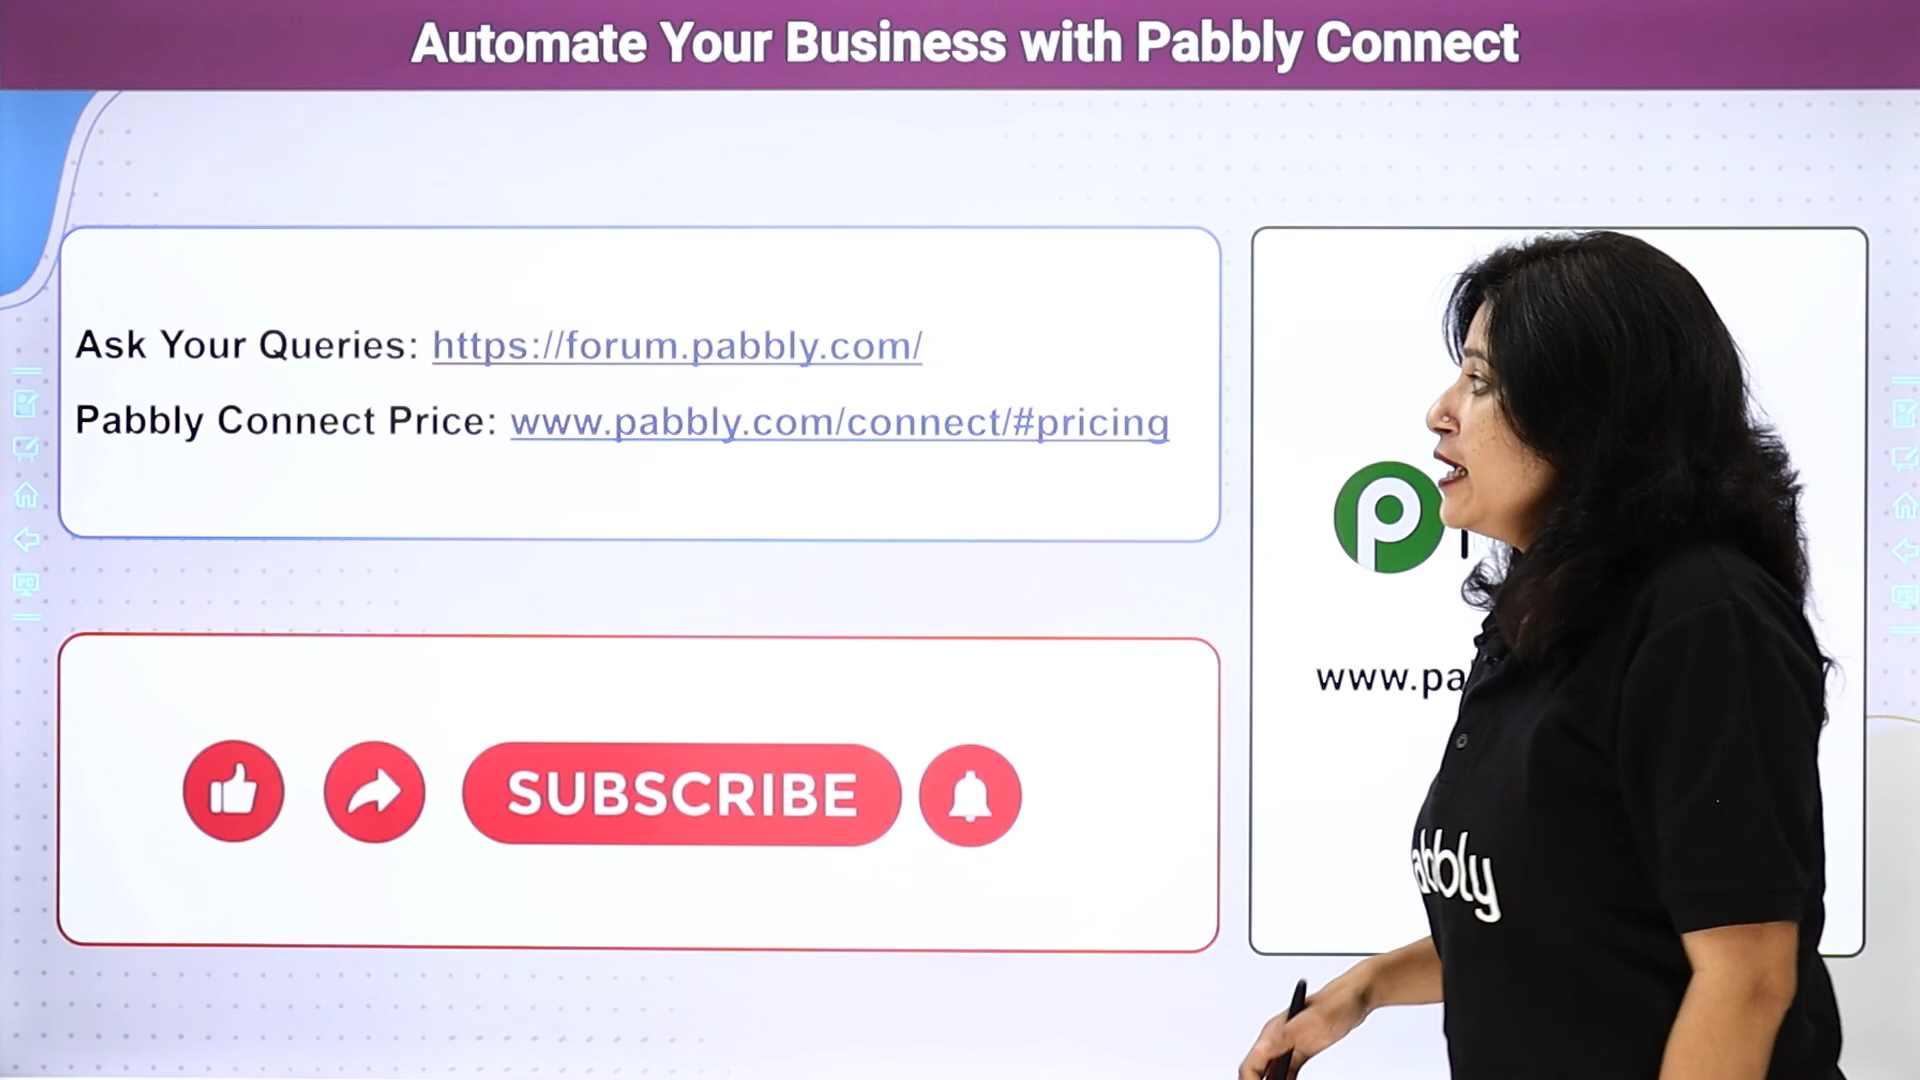 Automate Your Business with Pabbly Connect
Ask Your Queries: https://forum.pabbly.com/
Pabbly Connect Price: www.pabbly.com/connect/#pricing
SUBSCRIBE
www.pa
abbly